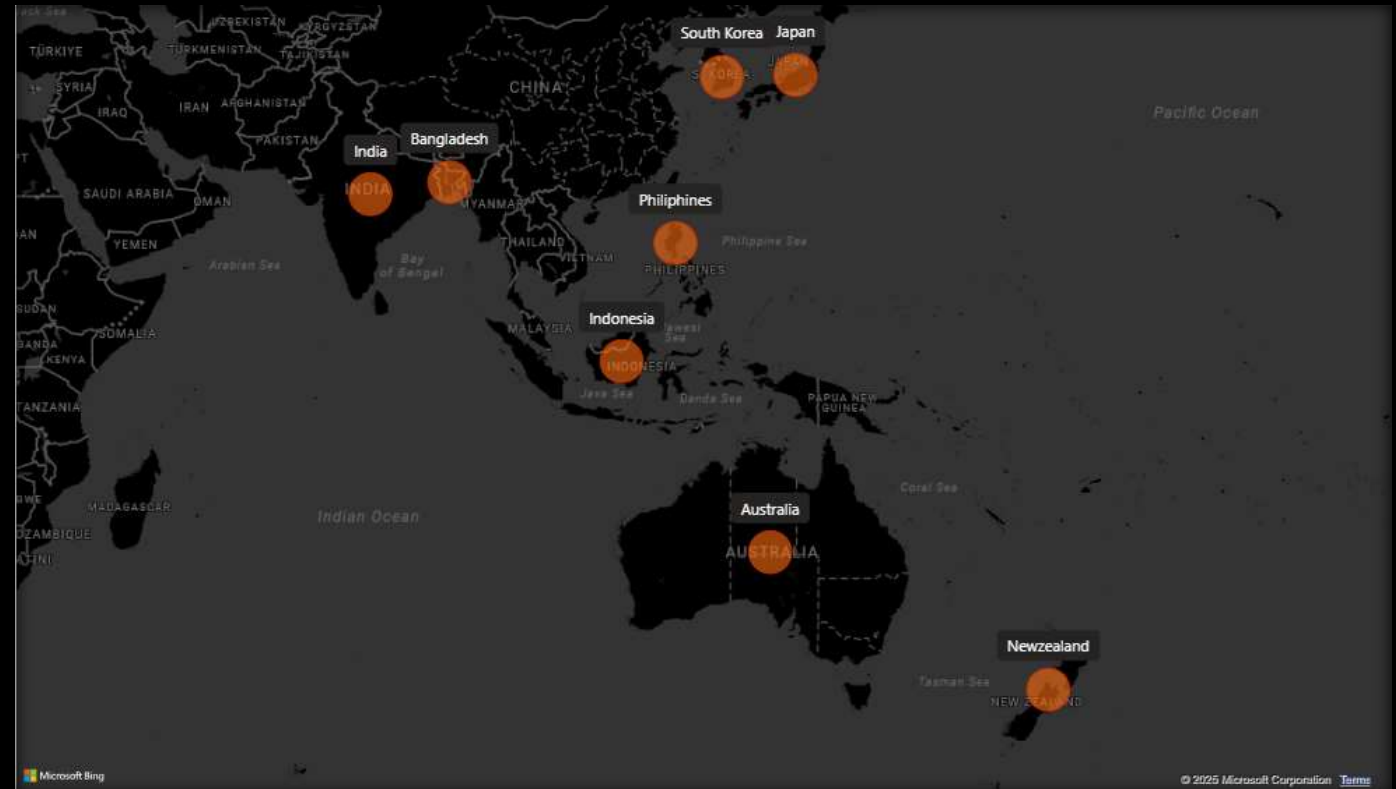 South Korea
Japan
UZBEKISTAN
KYRGYZSTAN
TÜRKIYE
TURKMENISTAN
TAJIKISTAN
JAPAN
S. KOREA
SYRIA
CHINA
IRAQ
IRAN
AFGHANISTAN
Pacific Ocean
PAKISTAN
Bangladesh
India
INDIA
SAUDI ARABIA
OMAN
MYANMAR
Philiphines
YEMEN
THAILAND
Philippine Sea
Arabian Sea
Bay
of Bengal
VIETNAM
PHILIPPINES
SUDAN
SOMALIA
Indonesia
MALAYSIA
KENYA
INDONESIA
Java Sea
Banda Sea
PAPUA NEW
GUINEA
TANZANIA
Coral Sea
MADAGASCAR
Australia
Indian Ocean
OZAMBIQUE
AUSTRALIA
Newzealand
Tasman Sea
NEW ZEALAND
Microsoft Bing
© 2025 Microsoft Corporation Terms